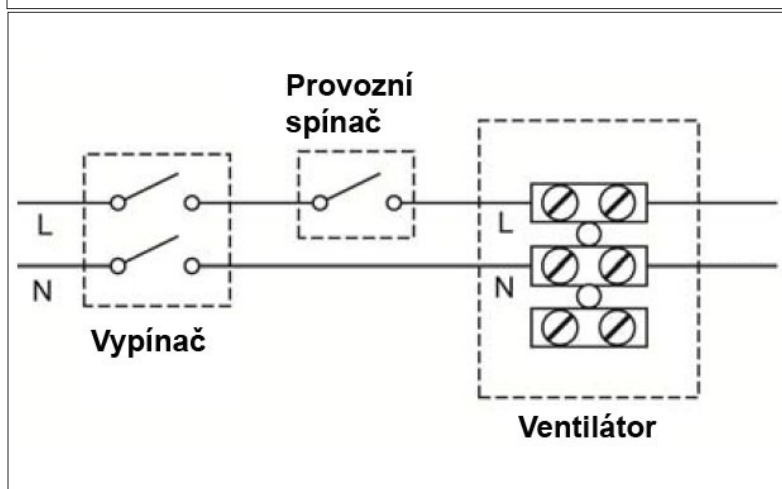 Provozní
spínač
L
L
N
N
Vypínač
Ventilátor